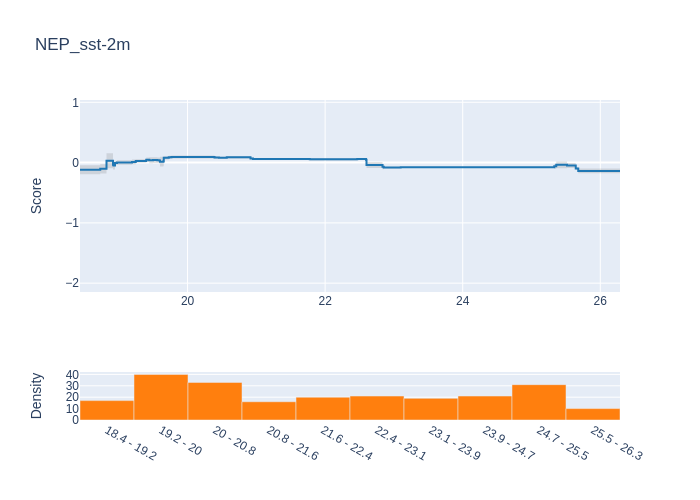 NEP_sst-2m
1
0
−1
−2
Score
20
22
24
26
40
30
20
10
0
Density
18.4 - 19.2
19.2 - 20
20 - 20.8
20.8 - 21.6
21.6 - 22.4
22.4 - 23.1
23.1 - 23.9
23.9 - 24.7
24.7 - 25.5
25.5 - 26.3